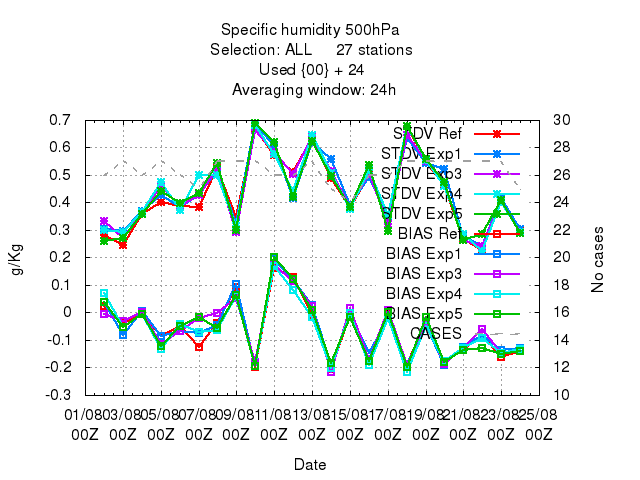 Specific humidity 500hPa
Selection: ALL 27 stations
Used {00} + 24
Averaging window: 24h
0.7
0.6
0.5
0.4
0.3
0.2
0.1
0
-0.1
-0.2
-0.3
g/Kg
30
28
26
24
22
20
18
16
14
12
10
No cases
STDV Ref
STDV Exp1
STDV Exp3
STDV Exp4
STDV Exp5
BIAS Ref
BIAS Exp1
BIAS Exp3
BIAS Exp4
BIAS Exp5
CASES
01/08 03/08 05/08 07/08 09/08 11/08 13/08 15/08 17/08 19/08 21/08 23/08 25/08
00Z 00Z 00Z 00Z 00Z 00Z 00Z 00Z 00Z 00Z 00Z 00Z 00Z
Date